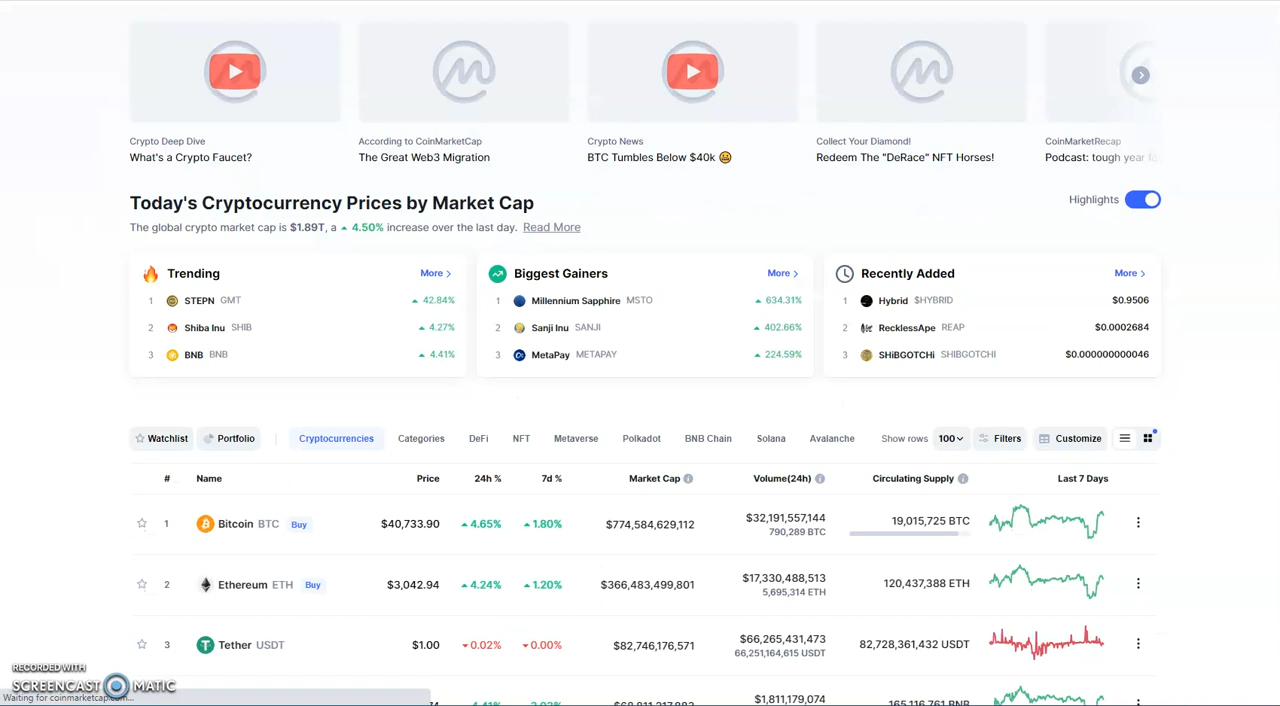 Crypto Deep Dive
What's a Crypto Faucet?
According to CoinMarketCap
The Great Web3 Migration
Crypto News
BTC Tumbles Below $40k 😖
Collect Your Diamond!
Redeem The "DeRace" NFT Horses!
CoinMarketRecap
Podcast: tough year fo
Today's Cryptocurrency Prices by Market Cap
Highlights
The global crypto market cap is $1.89T, a ▲ 4.50% increase over the last day. Read More
Trending More >
1 STEPN GMT ▲ 42.84%
2 Shiba Inu SHIB ▲ 4.27%
3 BNB BNB ▲ 4.41%
Biggest Gainers More >
1 Millennium Sapphire MSTO ▲ 634.31%
2 Sanji Inu SANJI ▲ 402.66%
3 MetaPay METAPAY ▲ 224.59%
Recently Added More >
1 Hybrid $HYBRID $0.9506
2 RecklessApe REAP $0.0002684
3 SHiBGOTCHi SHIBGOTCHI $0.000000000046
Watchlist Portfolio Cryptocurrencies Categories DeFi NFT Metaverse Polkadot BNB Chain Solana Avalanche Show rows 100 Filters Customize
# Name Price 24h % 7d % Market Cap Volume(24h) Circulating Supply Last 7 Days
1 Bitcoin BTC Buy $40,733.90 ▲ 4.65% ▲ 1.80% $774,584,629,112 $32,191,557,144 19,015,725 BTC
790,289 BTC
2 Ethereum ETH Buy $3,042.94 ▲ 4.24% ▲ 1.20% $366,483,499,801 $17,330,488,513 120,437,388 ETH
5,695,314 ETH
3 Tether USDT $1.00 ▼ 0.02% ▼ 0.00% $82,746,176,571 $66,265,431,473 82,728,361,432 USDT
66,251,164,615 USDT
$1,811,179,074
RECORDED WITH
SCREENCAST MATIC
Waiting for coinmarketcap.com...